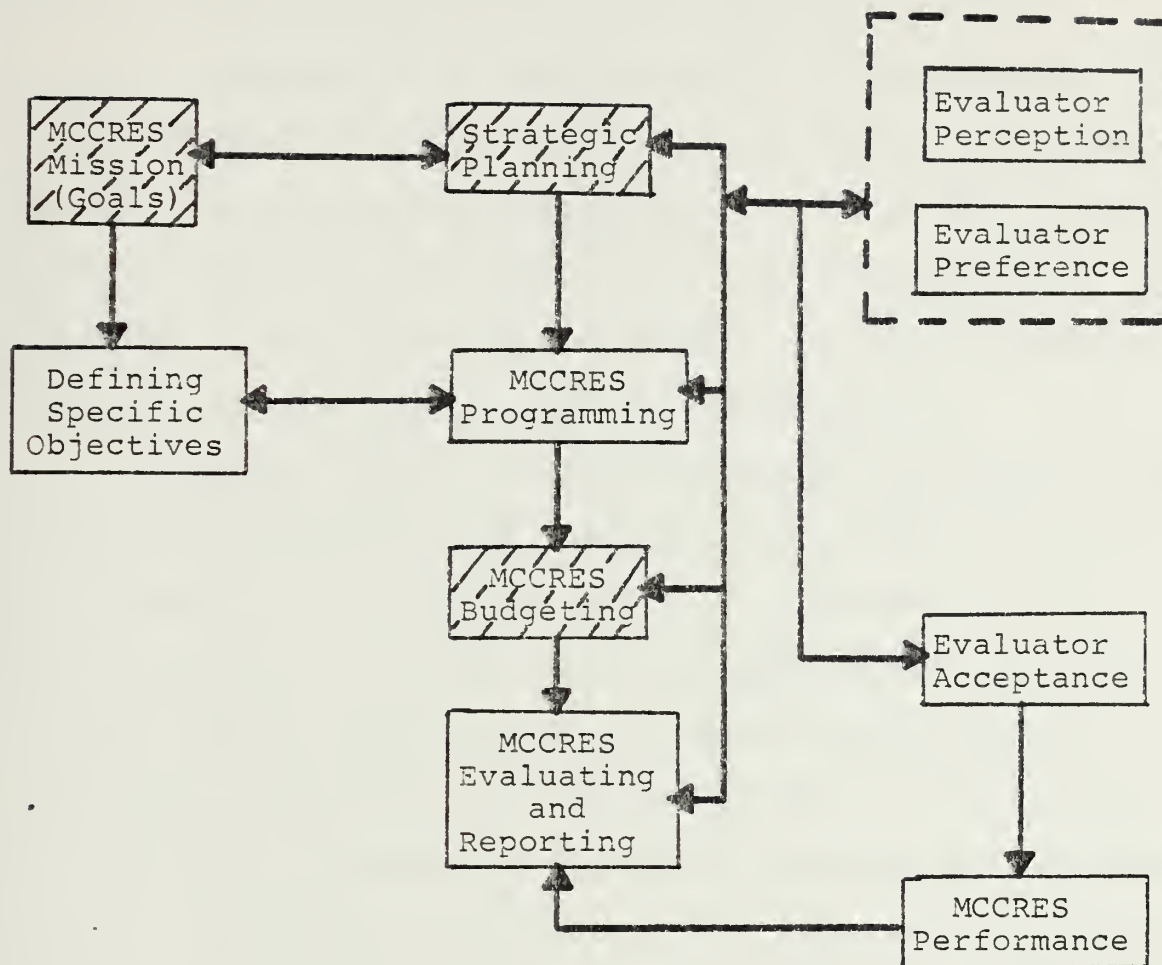 MCCRES
Mission
(Goals)
Strategic
Planning
Evaluator
Perception
Evaluator
Preference
Defining
Specific
Objectives
MCCRES
Programming
MCCRES
Budgeting
Evaluator
Acceptance
MCCRES
Evaluating
and
Reporting
MCCRES
Performance